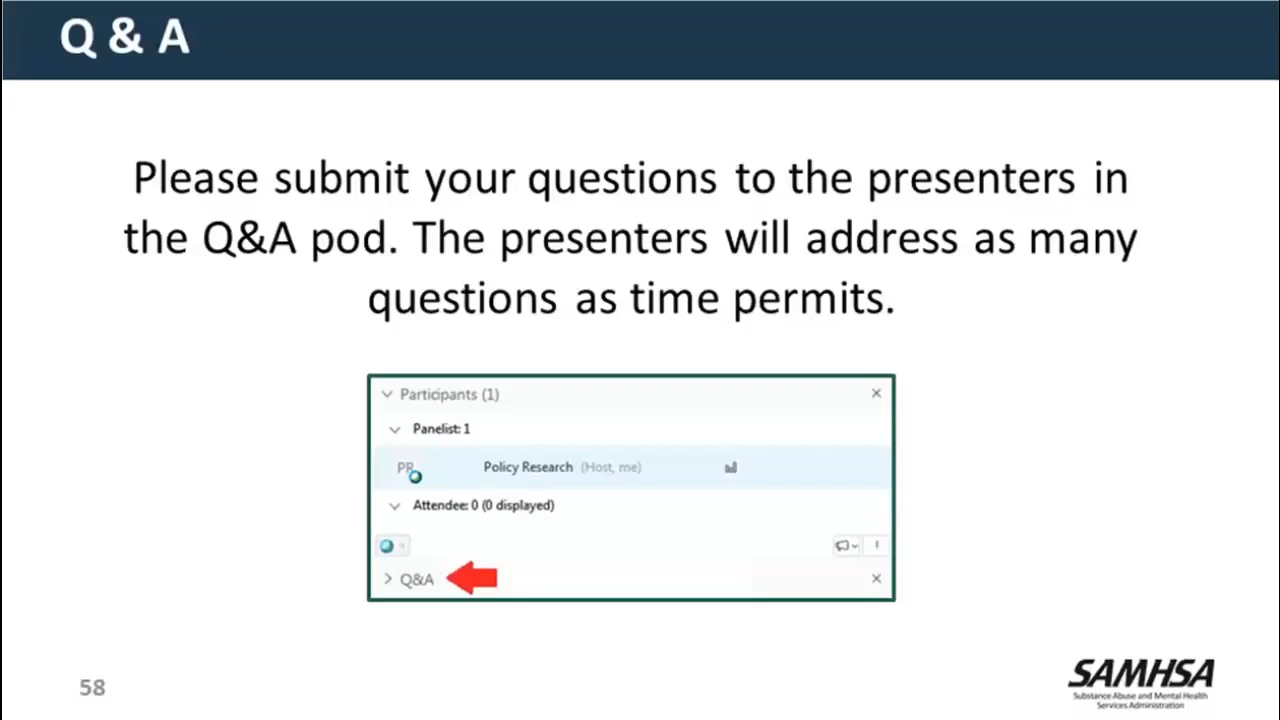 Q & A
Please submit your questions to the presenters in
the Q&A pod. The presenters will address as many
questions as time permits.
Participants (1)
Panelist: 1
PR Policy Research (Host, me)
Attendee: 0 (0 displayed)
Q&A
58
SAMHSA
Substance Abuse and Mental Health
Services Administration